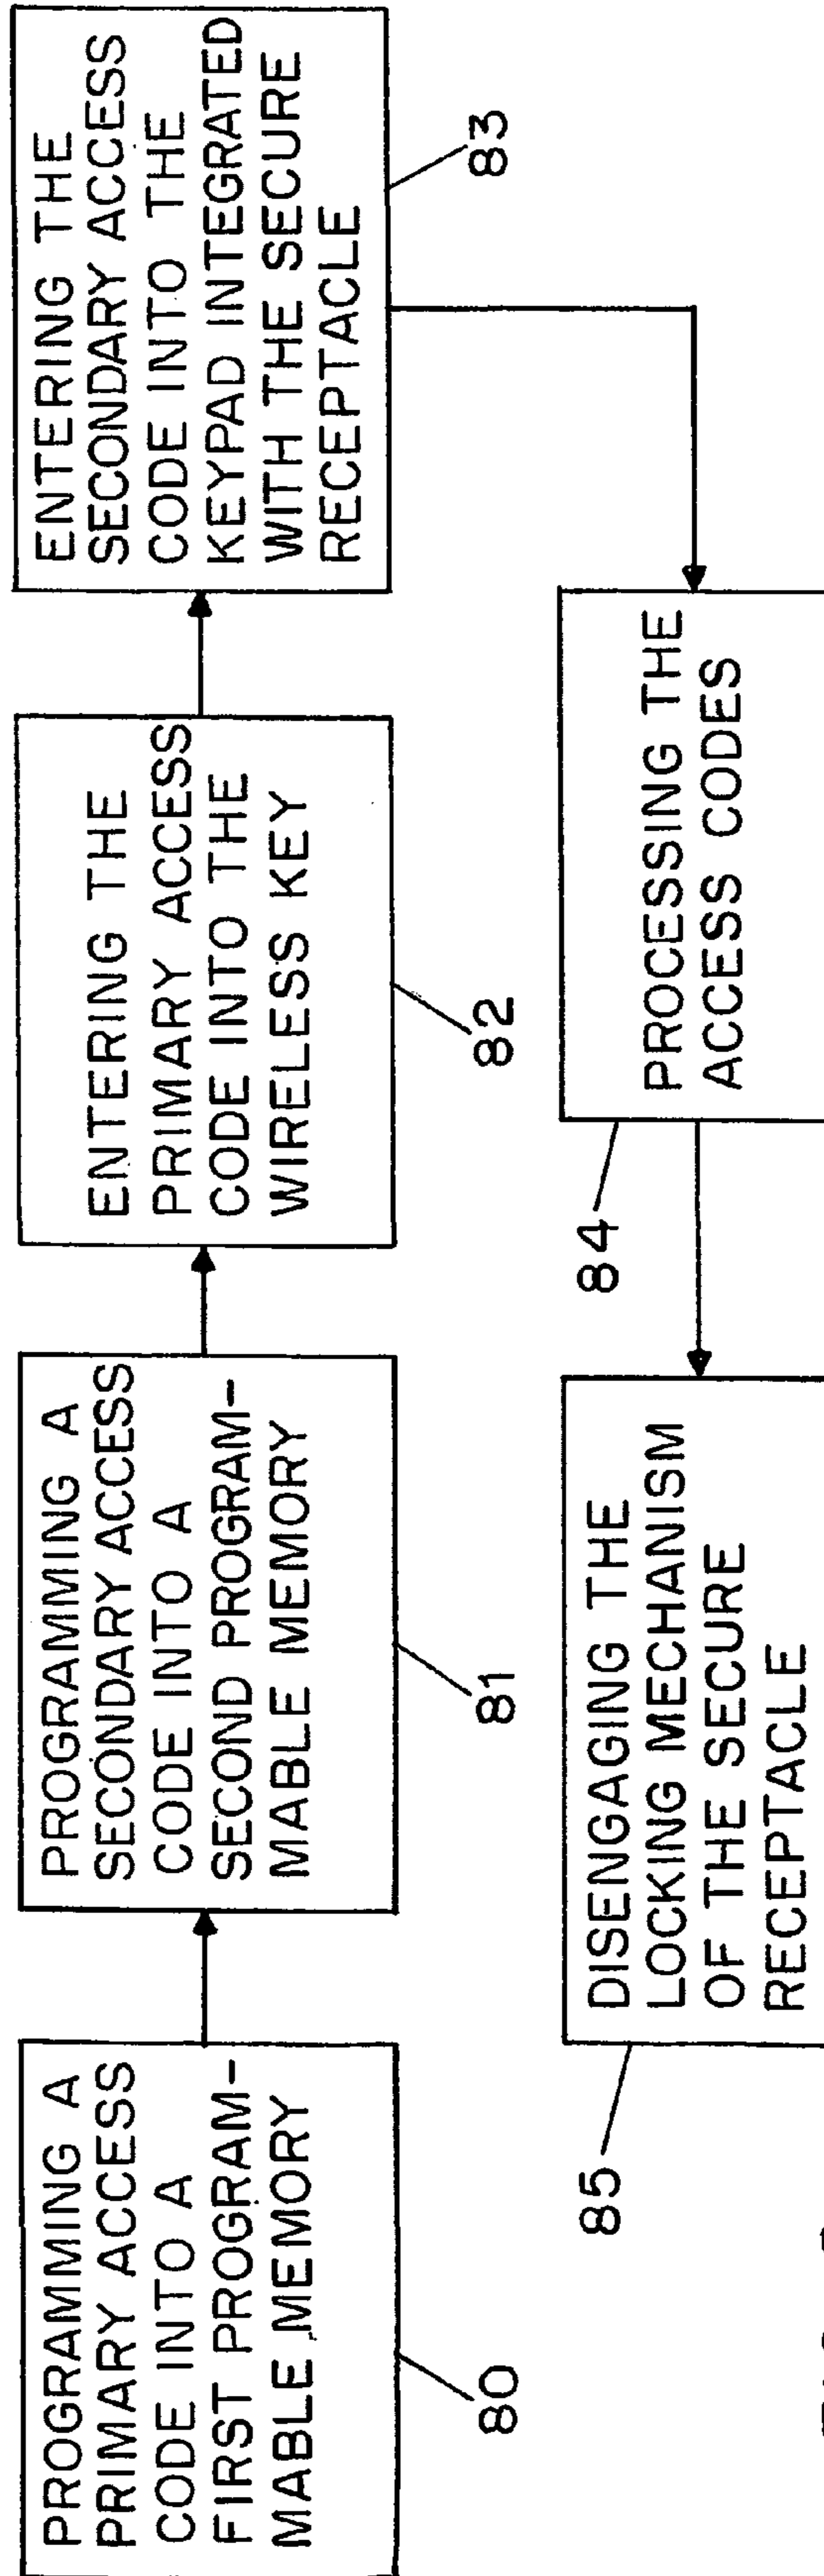 PROGRAMMING A
PRIMARY ACCESS
CODE INTO A
FIRST PROGRAM-
MABLE MEMORY
80
PROGRAMMING A
SECONDARY ACCESS
CODE INTO A
SECOND PROGRAM-
MABLE MEMORY
81
ENTERING THE
PRIMARY ACCESS
CODE INTO THE
WIRELESS KEY
82
ENTERING THE
SECONDARY ACCESS
CODE INTO THE
KEYPAD INTEGRATED
WITH THE SECURE
RECEPTACLE
83
PROCESSING THE
ACCESS CODES
84
DISENGAGING THE
LOCKING MECHANISM
OF THE SECURE
RECEPTACLE
85